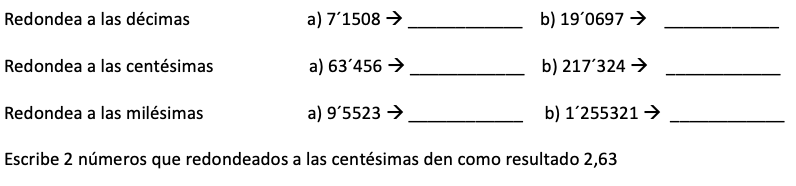 Redondea a las décimas a) 7´1508 → ____________ b) 19´0697 → ____________
Redondea a las centésimas a) 63´456 → ____________ b) 217´324 → ____________
Redondea a las milésimas a) 9´5523 → ____________ b) 1´255321 → ____________
Escribe 2 números que redondeados a las centésimas den como resultado 2,63